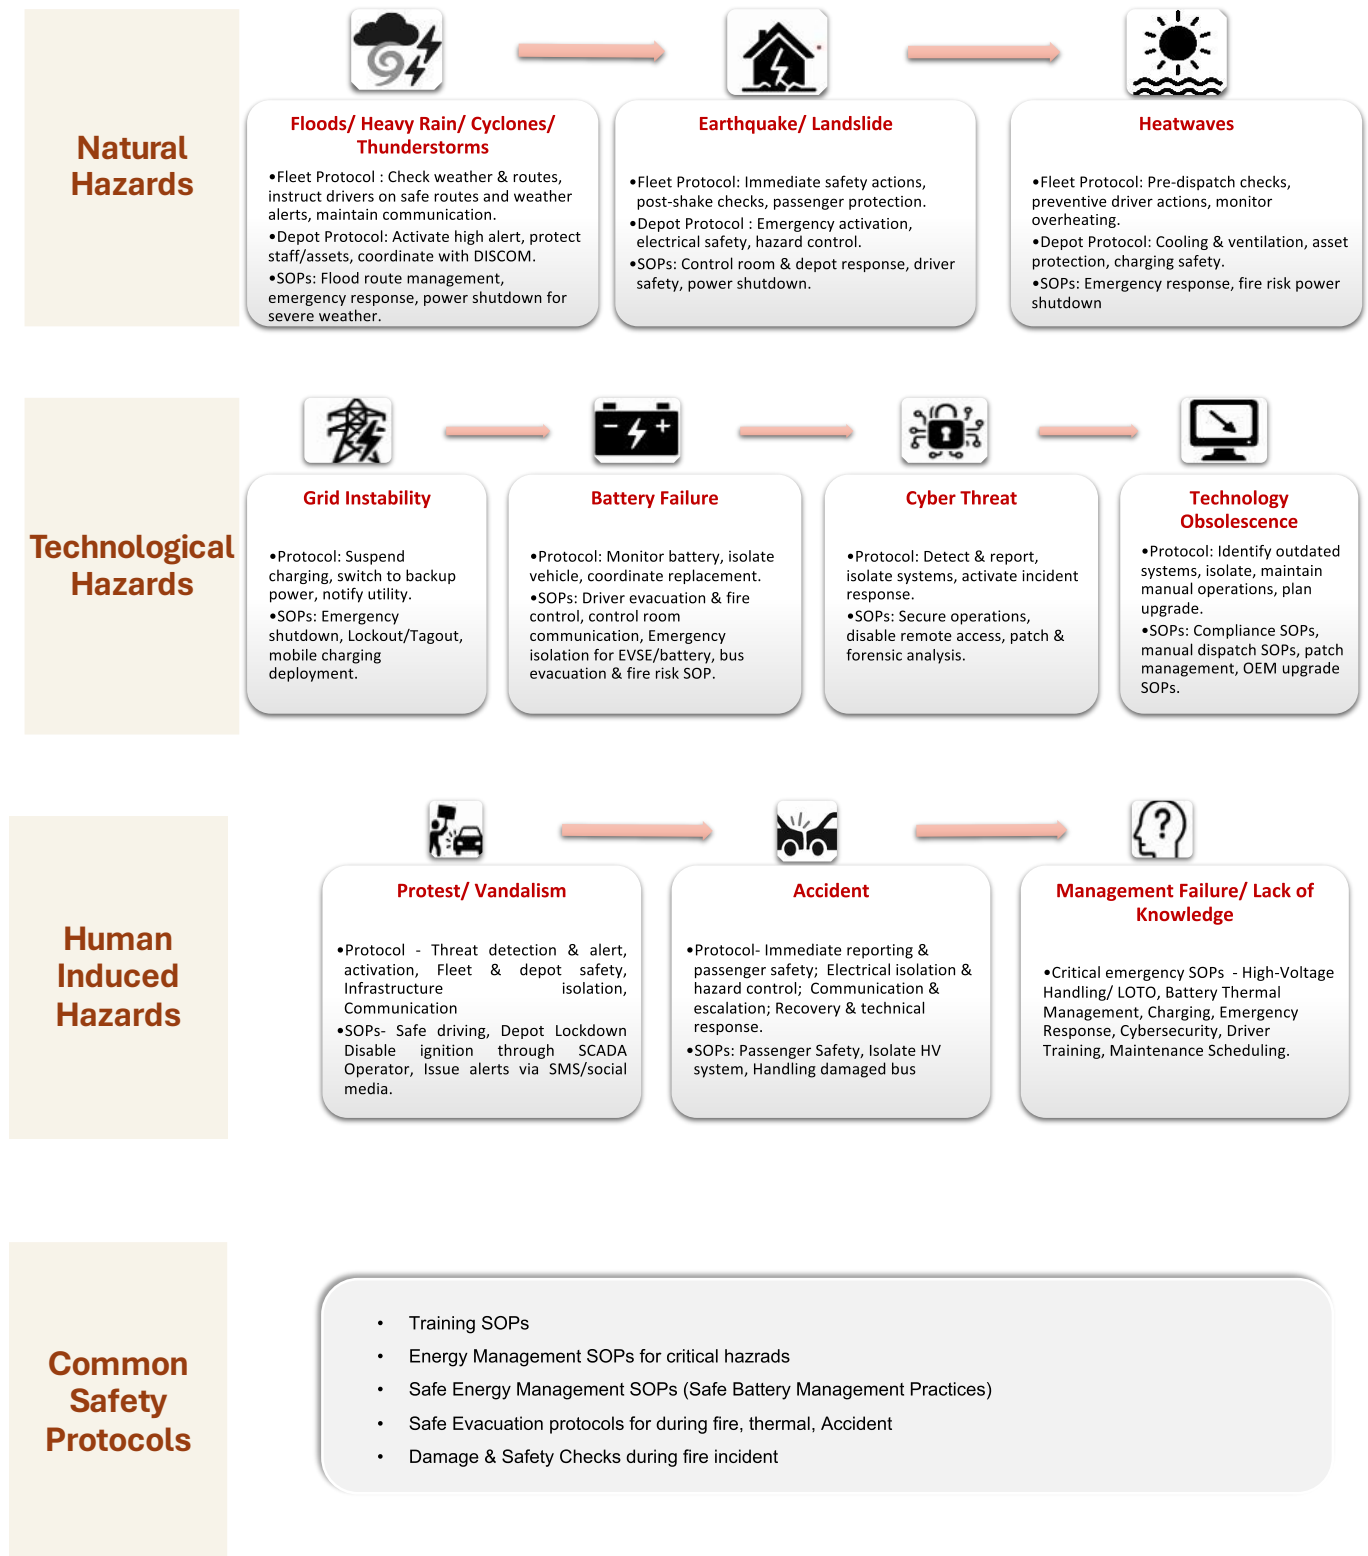 Natural
Hazards
Floods/ Heavy Rain/ Cyclones/
Thunderstorms
•Fleet Protocol : Check weather & routes,
instruct drivers on safe routes and weather
alerts, maintain communication.
•Depot Protocol: Activate high alert, protect
staff/assets, coordinate with DISCOM.
•SOPs: Flood route management,
emergency response, power shutdown for
severe weather.
Earthquake/ Landslide
•Fleet Protocol: Immediate safety actions,
post-shake checks, passenger protection.
•Depot Protocol : Emergency activation,
electrical safety, hazard control.
•SOPs: Control room & depot response, driver
safety, power shutdown.
Heatwaves
•Fleet Protocol: Pre-dispatch checks,
preventive driver actions, monitor
overheating.
•Depot Protocol: Cooling & ventilation, asset
protection, charging safety.
•SOPs: Emergency response, fire risk power
shutdown
Technological
Hazards
Grid Instability
•Protocol: Suspend
charging, switch to backup
power, notify utility.
•SOPs: Emergency
shutdown, Lockout/Tagout,
mobile charging
deployment.
Battery Failure
•Protocol: Monitor battery, isolate
vehicle, coordinate replacement.
•SOPs: Driver evacuation & fire
control, control room
communication, Emergency
isolation for EVSE/battery, bus
evacuation & fire risk SOP.
Cyber Threat
•Protocol: Detect & report,
isolate systems, activate incident
response.
•SOPs: Secure operations,
disable remote access, patch &
forensic analysis.
Technology
Obsolescence
•Protocol: Identify outdated
systems, isolate, maintain
manual operations, plan
upgrade.
•SOPs: Compliance SOPs,
manual dispatch SOPs, patch
management, OEM upgrade
SOPs.
Human
Induced
Hazards
Protest/ Vandalism
•Protocol - Threat detection & alert,
activation, Fleet & depot safety,
Infrastructure isolation,
Communication
•SOPs- Safe driving, Depot Lockdown
Disable ignition through SCADA
Operator, Issue alerts via SMS/social
media.
Accident
•Protocol- Immediate reporting &
passenger safety; Electrical isolation &
hazard control; Communication &
escalation; Recovery & technical
response.
•SOPs: Passenger Safety, Isolate HV
system, Handling damaged bus
Management Failure/ Lack of
Knowledge
•Critical emergency SOPs - High-Voltage
Handling/ LOTO, Battery Thermal
Management, Charging, Emergency
Response, Cybersecurity, Driver
Training, Maintenance Scheduling.
Common
Safety
Protocols
• Training SOPs
• Energy Management SOPs for critical hazrads
• Safe Energy Management SOPs (Safe Battery Management Practices)
• Safe Evacuation protocols for during fire, thermal, Accident
• Damage & Safety Checks during fire incident